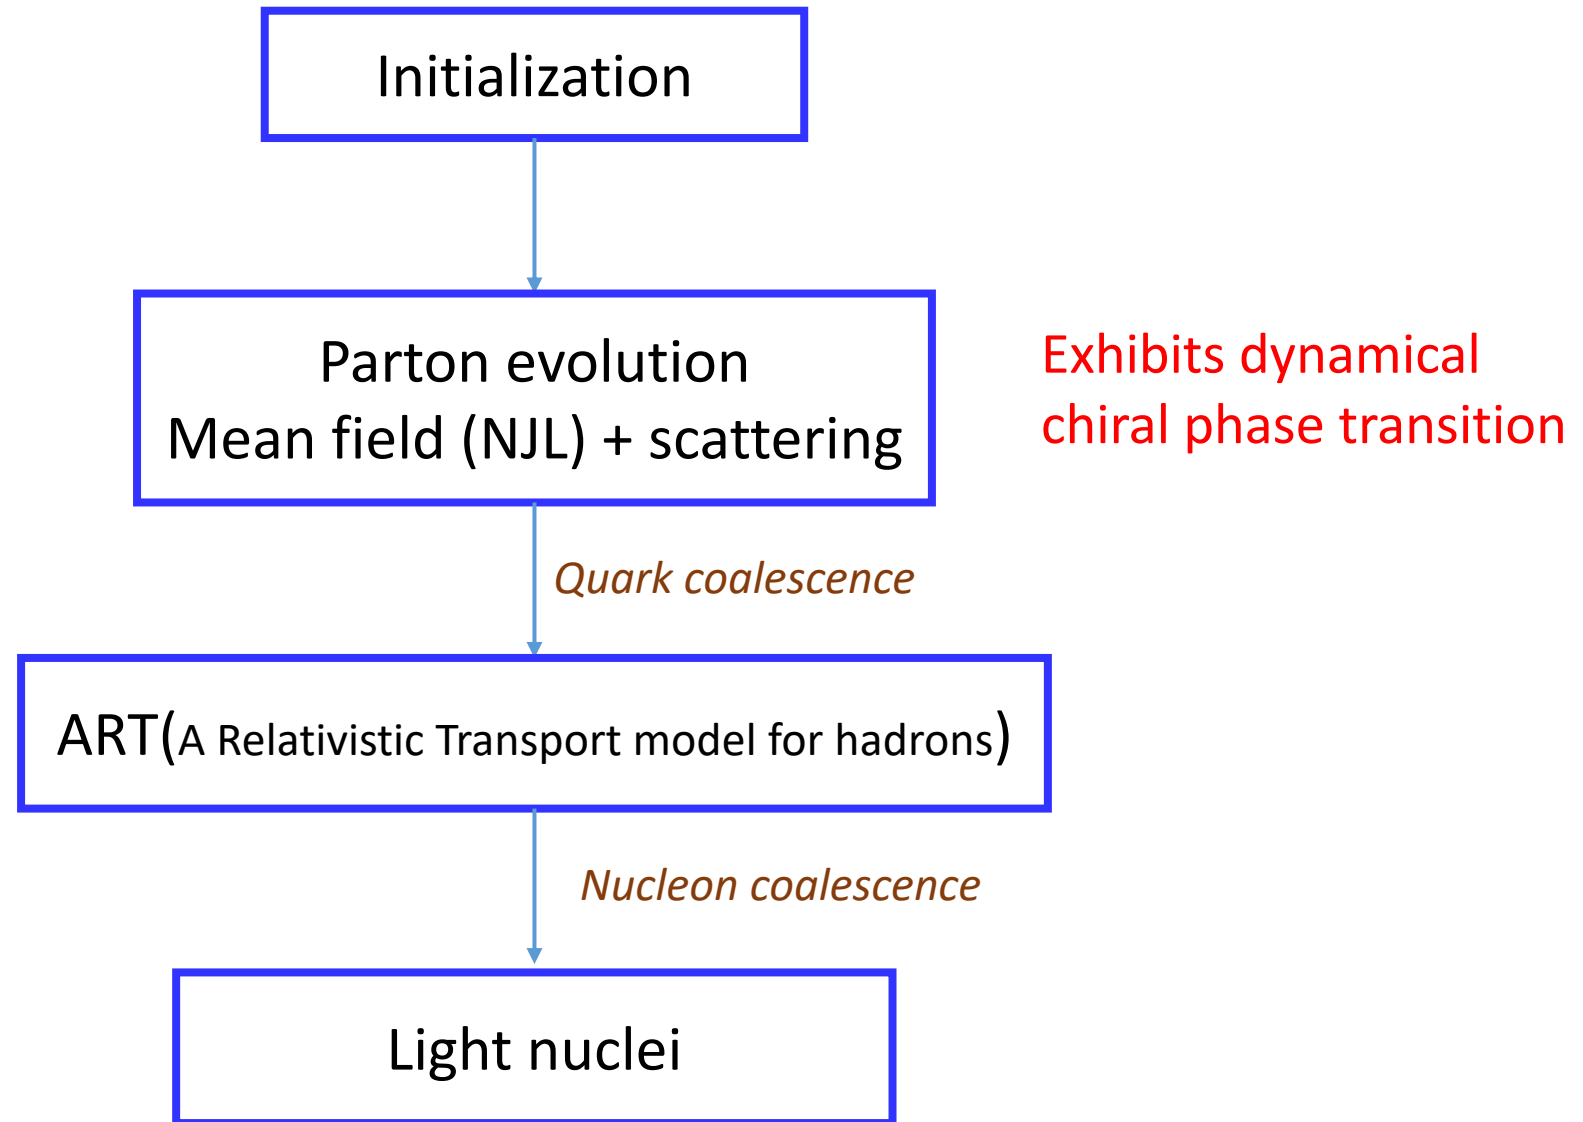 Initialization
Parton evolution
Mean field (NJL) + scattering
Exhibits dynamical
chiral phase transition
Quark coalescence
ART(A Relativistic Transport model for hadrons)
Nucleon coalescence
Light nuclei